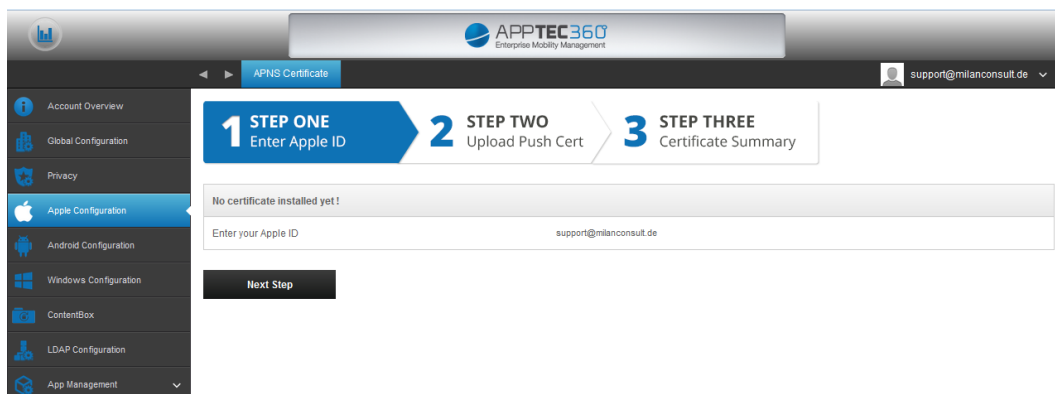 APPTEC360
Enterprise Mobility Management
APNS Certificate
support@milanconsult.de
Account Overview
Global Configuration
Privacy
Apple Configuration
Android Configuration
Windows Configuration
ContentBox
LDAP Configuration
App Management
1 STEP ONE
Enter Apple ID
2 STEP TWO
Upload Push Cert
3 STEP THREE
Certificate Summary
No certificate installed yet !
Enter your Apple ID support@milanconsult.de
Next Step